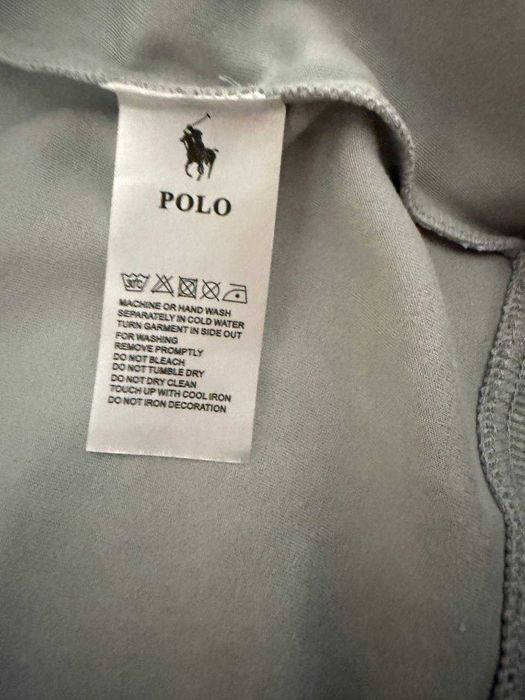 POLO
30°C
MACHINE OR HAND WASH
SEPARATELY IN COLD WATER
TURN GARMENT IN SIDE OUT
FOR WASHING
REMOVE PROMPTLY
DO NOT BLEACH
DO NOT TUMBLE DRY
DO NOT DRY CLEAN
TOUCH UP WITH COOL IRON
DO NOT IRON DECORATION